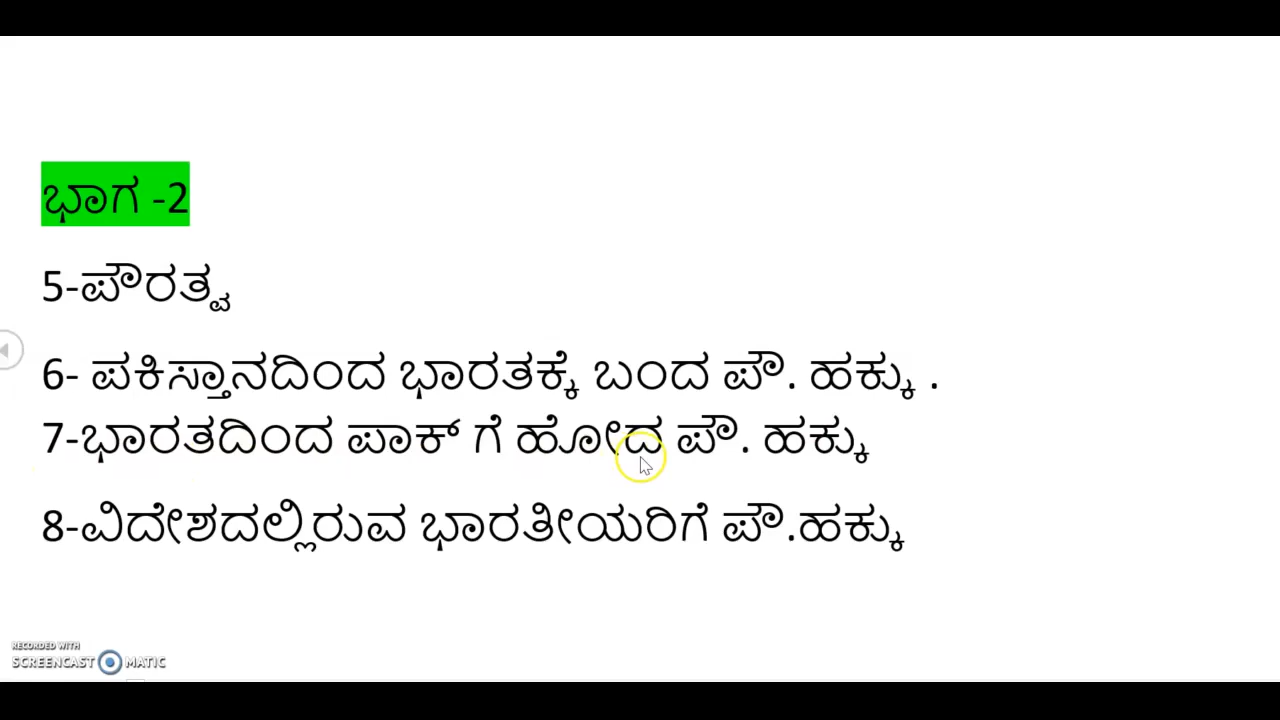 ಭಾಗ -2
5-ಪೌರತ್ವ
6- ಪಕಿಸ್ತಾನದಿಂದ ಭಾರತಕ್ಕೆ ಬಂದ ಪೌ. ಹಕ್ಕು .
7-ಭಾರತದಿಂದ ಪಾಕ್ ಗೆ ಹೋದ ಪೌ. ಹಕ್ಕು
8-ವಿದೇಶದಲ್ಲಿರುವ ಭಾರತೀಯರಿಗೆ ಪೌ.ಹಕ್ಕು
RECORDED WITH
SCREENCAST MATIC